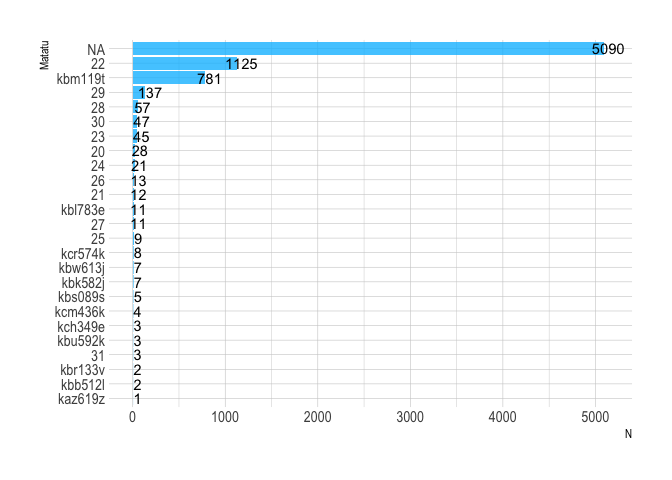 Matatu
NA 5090
22 1125
kbm119t 781
29 137
28 57
30 47
23 45
20 28
24 21
26 13
21 12
kbl783e 11
27 11
25 9
kcr574k 8
kbw613j 7
kbk582j 7
kbs089s 5
kcm436k 4
kch349e 3
kbu592k 3
31 3
kbr133v 2
kbb512l 2
kaz619z 1
0 1000 2000 3000 4000 5000
N